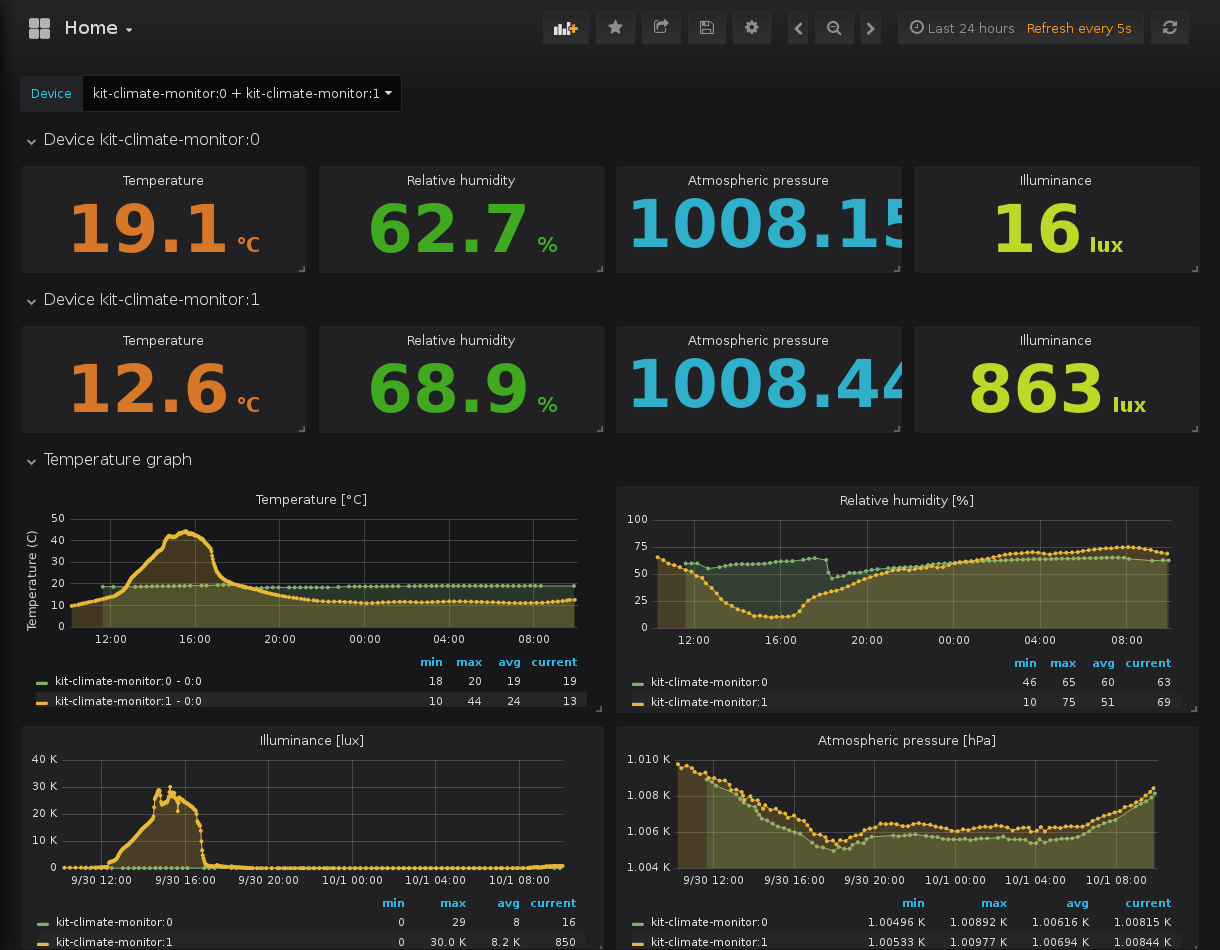 Home
Last 24 hours Refresh every 5s
Device kit-climate-monitor:0 + kit-climate-monitor:1
Device kit-climate-monitor:0
Temperature Relative humidity Atmospheric pressure Illuminance
19.1 °C 62.7 % 1008.15 16 lux
Device kit-climate-monitor:1
Temperature Relative humidity Atmospheric pressure Illuminance
12.6 °C 68.9 % 1008.44 863 lux
Temperature graph
Temperature [°C]
Temperature (C)
50
40
30
20
10
0
12:00 16:00 20:00 00:00 04:00 08:00
min max avg current
kit-climate-monitor:0 - 0:0 18 20 19 19
kit-climate-monitor:1 - 0:0 10 44 24 13
Relative humidity [%]
100
75
50
25
0
12:00 16:00 20:00 00:00 04:00 08:00
min max avg current
kit-climate-monitor:0 46 65 60 63
kit-climate-monitor:1 10 75 51 69
Illuminance [lux]
40 K
30 K
20 K
10 K
0
9/30 12:00 9/30 16:00 9/30 20:00 10/1 00:00 10/1 04:00 10/1 08:00
min max avg current
kit-climate-monitor:0 0 29 8 16
kit-climate-monitor:1 0 30.0 K 8.2 K 850
Atmospheric pressure [hPa]
1.010 K
1.008 K
1.006 K
1.004 K
9/30 12:00 9/30 16:00 9/30 20:00 10/1 00:00 10/1 04:00 10/1 08:00
min max avg current
kit-climate-monitor:0 1.00496 K 1.00892 K 1.00616 K 1.00815 K
kit-climate-monitor:1 1.00533 K 1.00977 K 1.00694 K 1.00844 K